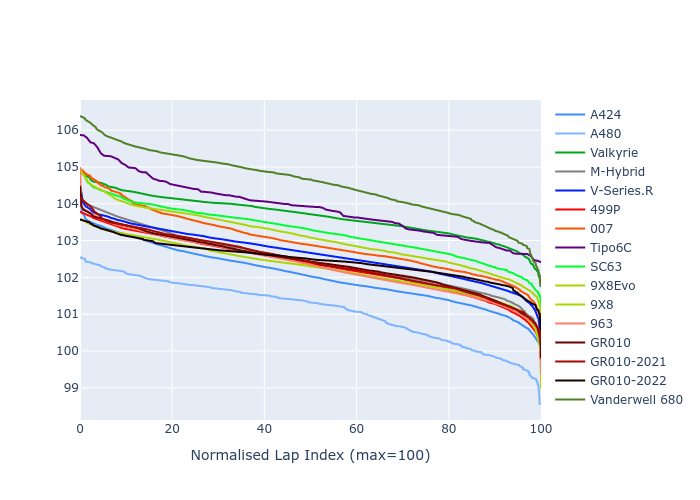 106
105
104
103
102
101
100
99
0 20 40 60 80 100
Normalised Lap Index (max=100)
A424
A480
Valkyrie
M-Hybrid
V-Series.R
499P
007
Tipo6C
SC63
9X8Evo
9X8
963
GR010
GR010-2021
GR010-2022
Vanderwell 680